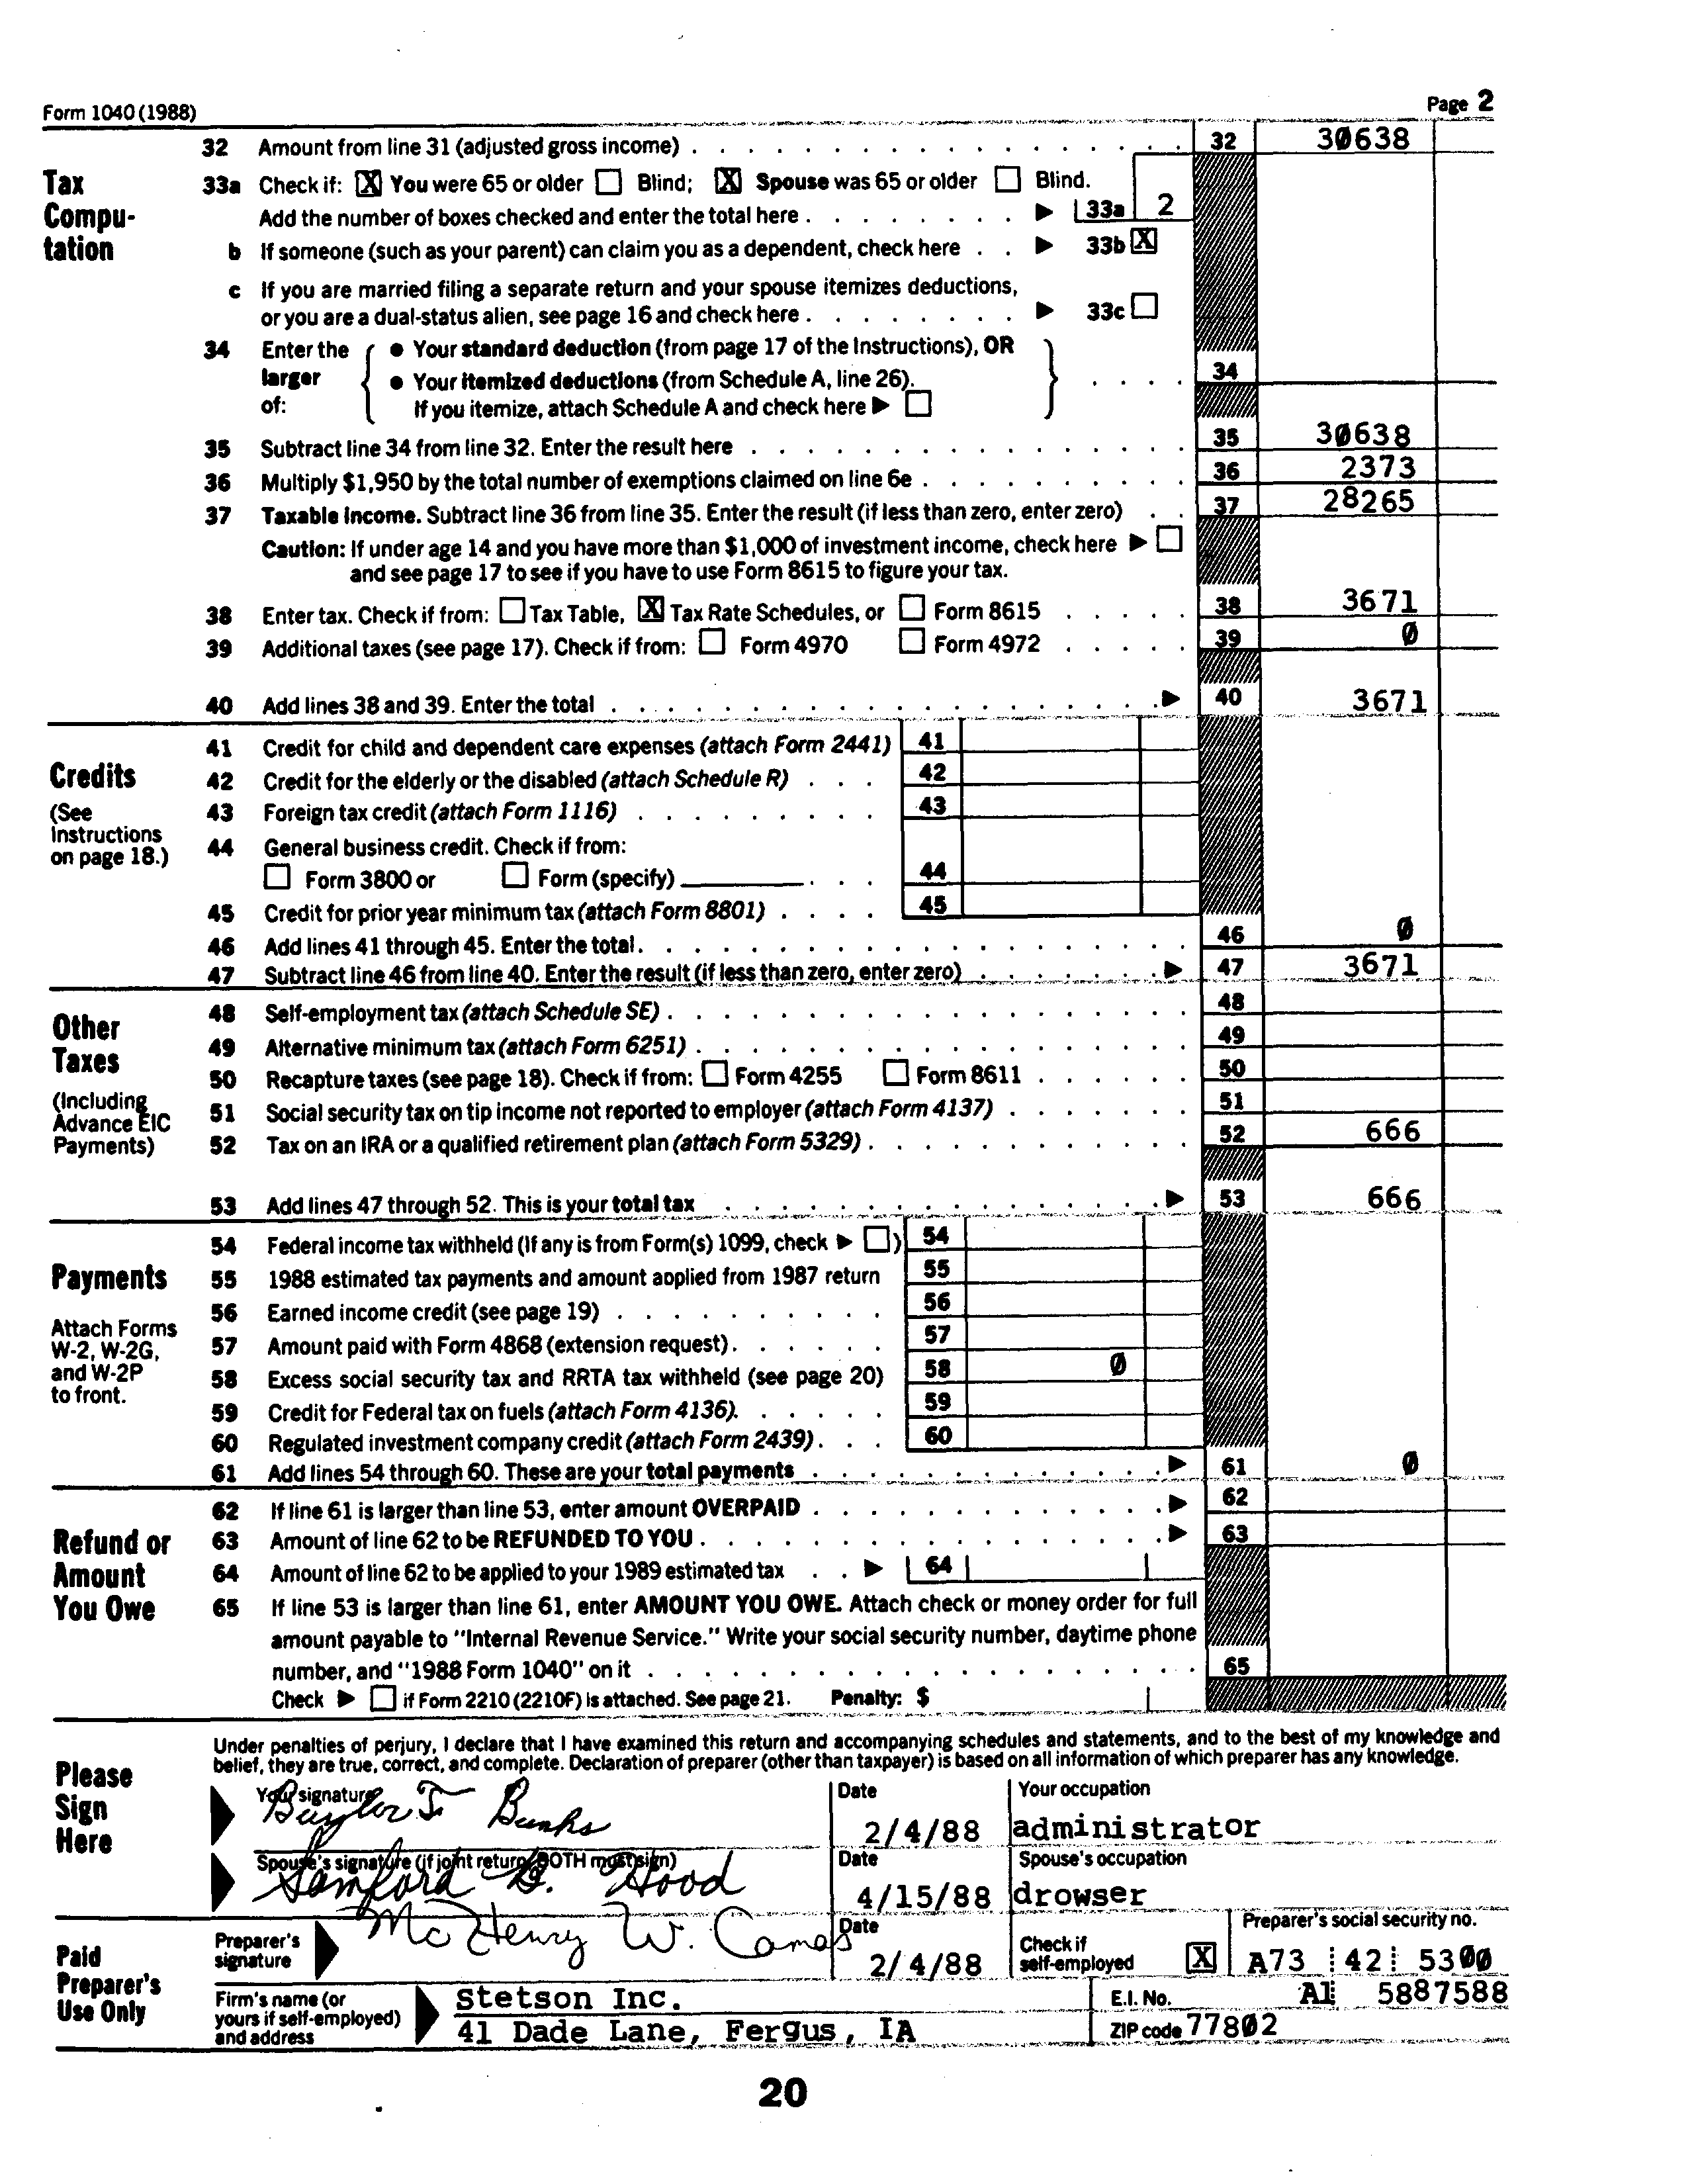 Form 1040 (1988) Page 2
32 Amount from line 31 (adjusted gross income) 32 30638
Tax Computation
33a Check if: X You were 65 or older Blind; X Spouse was 65 or older Blind.
Add the number of boxes checked and enter the total here 33a 2
b If someone (such as your parent) can claim you as a dependent, check here 33b X
c If you are married filing a separate return and your spouse itemizes deductions,
or you are a dual-status alien, see page 16 and check here 33c
34 Enter the larger of: • Your standard deduction (from page 17 of the Instructions), OR
• Your itemized deductions (from Schedule A, line 26).
If you itemize, attach Schedule A and check here 34
35 Subtract line 34 from line 32. Enter the result here 35 30638
36 Multiply $1,950 by the total number of exemptions claimed on line 6e 36 2373
37 Taxable income. Subtract line 36 from line 35. Enter the result (if less than zero, enter zero) 37 28265
Caution: If under age 14 and you have more than $1,000 of investment income, check here
and see page 17 to see if you have to use Form 8615 to figure your tax.
38 Enter tax. Check if from: Tax Table, X Tax Rate Schedules, or Form 8615 38 3671
39 Additional taxes (see page 17). Check if from: Form 4970 Form 4972 39 0
40 Add lines 38 and 39. Enter the total 40 3671
Credits
(See Instructions on page 18.)
41 Credit for child and dependent care expenses (attach Form 2441) 41
42 Credit for the elderly or the disabled (attach Schedule R) 42
43 Foreign tax credit (attach Form 1116) 43
44 General business credit. Check if from:
Form 3800 or Form (specify) 44
45 Credit for prior year minimum tax (attach Form 8801) 45
46 Add lines 41 through 45. Enter the total 46 0
47 Subtract line 46 from line 40. Enter the result (if less than zero, enter zero) 47 3671
Other Taxes
(Including Advance EIC Payments)
48 Self-employment tax (attach Schedule SE) 48
49 Alternative minimum tax (attach Form 6251) 49
50 Recapture taxes (see page 18). Check if from: Form 4255 Form 8611 50
51 Social security tax on tip income not reported to employer (attach Form 4137) 51
52 Tax on an IRA or a qualified retirement plan (attach Form 5329) 52 666
53 Add lines 47 through 52. This is your total tax 53 666
Payments
Attach Forms W-2, W-2G, and W-2P to front.
54 Federal income tax withheld (If any is from Form(s) 1099, check ) 54
55 1988 estimated tax payments and amount applied from 1987 return 55
56 Earned income credit (see page 19) 56
57 Amount paid with Form 4868 (extension request) 57
58 Excess social security tax and RRTA tax withheld (see page 20) 58 0
59 Credit for Federal tax on fuels (attach Form 4136) 59
60 Regulated investment company credit (attach Form 2439) 60
61 Add lines 54 through 60. These are your total payments 61 0
Refund or Amount You Owe
62 If line 61 is larger than line 53, enter amount OVERPAID 62
63 Amount of line 62 to be REFUNDED TO YOU 63
64 Amount of line 62 to be applied to your 1989 estimated tax 64
65 If line 53 is larger than line 61, enter AMOUNT YOU OWE. Attach check or money order for full
amount payable to "Internal Revenue Service." Write your social security number, daytime phone
number, and "1988 Form 1040" on it 65
Check if Form 2210 (2210F) is attached. See page 21. Penalty: $
Please Sign Here
Under penalties of perjury, I declare that I have examined this return and accompanying schedules and statements, and to the best of my knowledge and
belief, they are true, correct, and complete. Declaration of preparer (other than taxpayer) is based on all information of which preparer has any knowledge.
Your signature Date Your occupation
Baylor T Bunks 2/4/88 administrator
Spouse's signature (if joint return, BOTH must sign) Date Spouse's occupation
Samford G. Hood 4/15/88 drowser
Paid Preparer's Use Only
Preparer's signature McHenry W. Camas Date 2/4/88 Check if self-employed X Preparer's social security no. A73 42 5300
Firm's name (or yours if self-employed) and address Stetson Inc. E.I. No. A1 5887588
41 Dade Lane, Fergus, IA ZIP code 77802
20